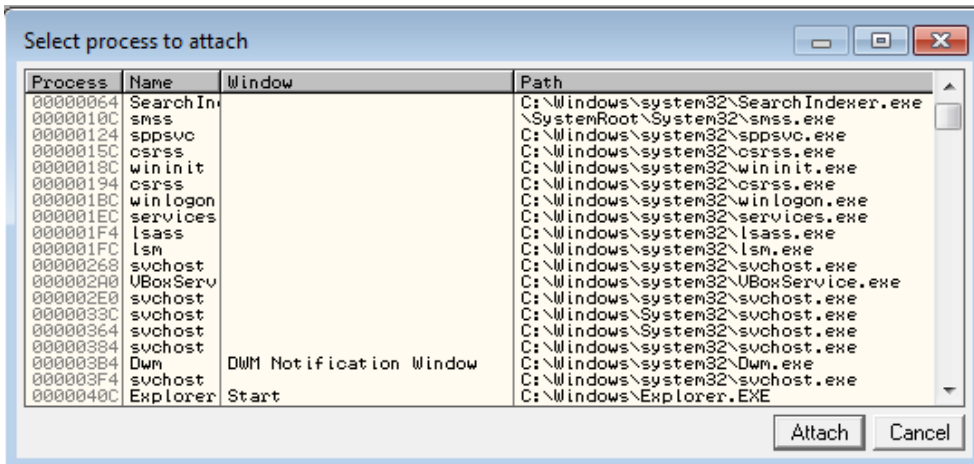 Select process to attach
Process Name Window Path
00000064 SearchIn C:\Windows\system32\SearchIndexer.exe
0000010C smss \SystemRoot\System32\smss.exe
00000124 sppsvc C:\Windows\system32\sppsvc.exe
0000015C csrss C:\Windows\system32\csrss.exe
0000018C wininit C:\Windows\system32\wininit.exe
00000194 csrss C:\Windows\system32\csrss.exe
000001BC winlogon C:\Windows\system32\winlogon.exe
000001EC services C:\Windows\system32\services.exe
000001F4 lsass C:\Windows\system32\lsass.exe
000001FC lsm C:\Windows\system32\lsm.exe
00000268 svchost C:\Windows\system32\svchost.exe
000002A0 VBoxServ C:\Windows\system32\VBoxService.exe
000002E0 svchost C:\Windows\system32\svchost.exe
0000033C svchost C:\Windows\System32\svchost.exe
00000364 svchost C:\Windows\System32\svchost.exe
00000384 svchost C:\Windows\system32\svchost.exe
000003B4 Dwm DWM Notification Window C:\Windows\system32\Dwm.exe
000003F4 svchost C:\Windows\system32\svchost.exe
0000040C Explorer Start C:\Windows\Explorer.EXE
Attach Cancel